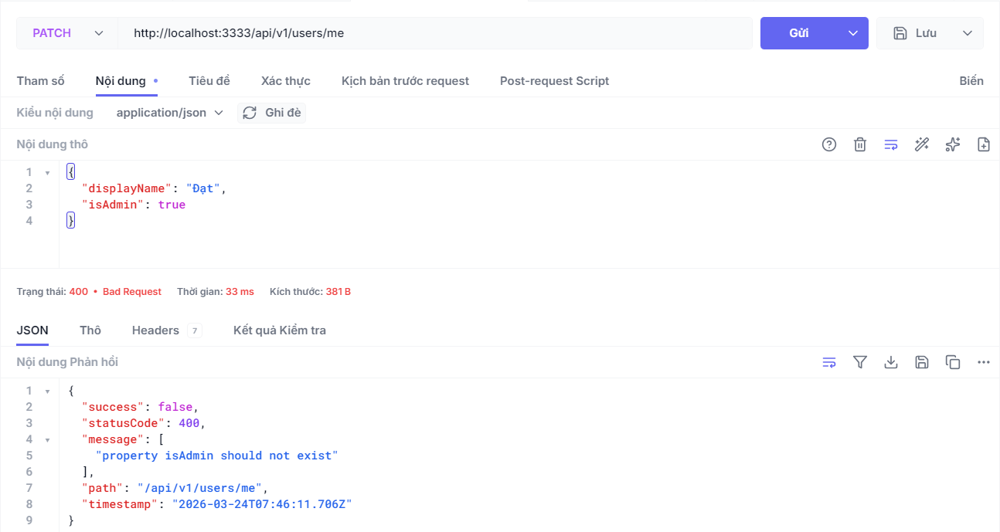 PATCH http://localhost:3333/api/v1/users/me Gửi Lưu
Tham số Nội dung Tiêu đề Xác thực Kịch bản trước request Post-request Script Biến
Kiểu nội dung application/json Ghi đè
Nội dung thô
1 {
2 "displayName": "Đạt",
3 "isAdmin": true
4 }
Trạng thái: 400 • Bad Request Thời gian: 33 ms Kích thước: 381 B
JSON Thô Headers 7 Kết quả Kiểm tra
Nội dung Phản hồi
1 {
2 "success": false,
3 "statusCode": 400,
4 "message": [
5 "property isAdmin should not exist"
6 ],
7 "path": "/api/v1/users/me",
8 "timestamp": "2026-03-24T07:46:11.706Z"
9 }